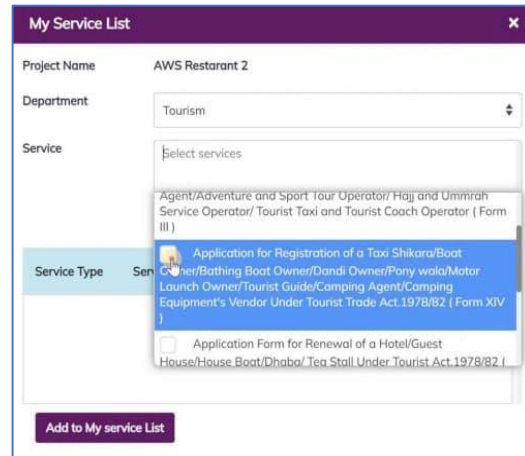 My Service List
×
Project Name AWS Restarant 2
Department Tourism
Service Select services
Agent/Adventure and Sport Tour Operator/ Hajj and Ummrah
Service Operator/ Tourist Taxi and Tourist Coach Operator ( Form
III )
Application for Registration of a Taxi Shikara/Boat
Owner/Bathing Boat Owner/Dandi Owner/Pony wala/Motor
Launch Owner/Tourist Guide/Camping Agent/Camping
Equipment's Vendor Under Tourist Trade Act.1978/82 ( Form XIV
)
Application Form for Renewal of a Hotel/Guest
House/House Boat/Dhaba/ Tea Stall Under Tourist Act.1978/82 (
Service Type Ser
Add to My service List